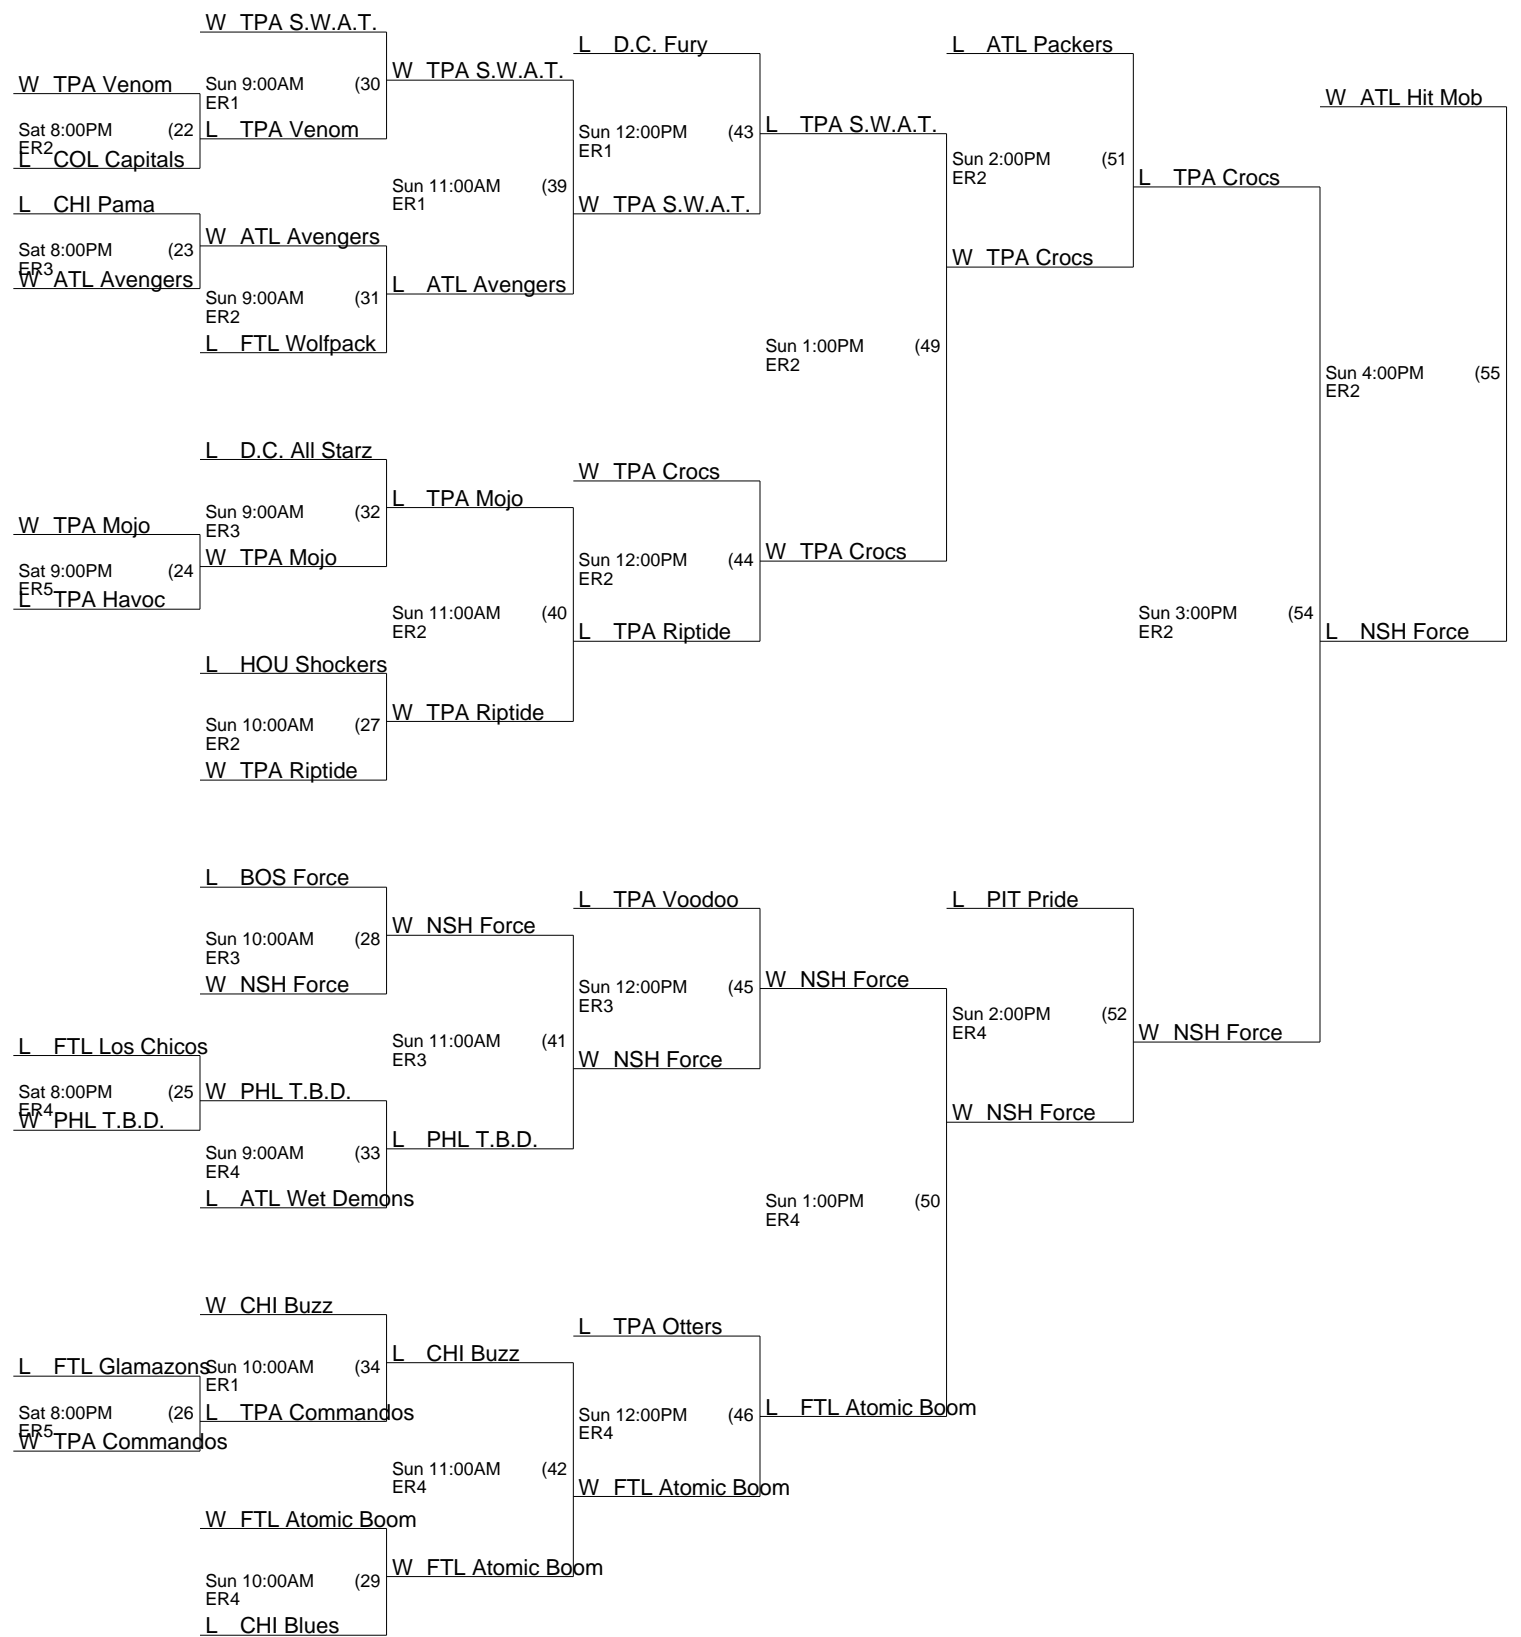 W TPA S.W.A.T.
L D.C. Fury
L ATL Packers
W TPA Venom
Sun 9:00AM (30
ER1
W TPA S.W.A.T.
W ATL Hit Mob
Sat 8:00PM (22
ER2
L TPA Venom
Sun 12:00PM (43
ER1
L TPA S.W.A.T.
L COL Capitals
Sun 2:00PM (51
ER2
Sun 11:00AM (39
ER1
L TPA Crocs
L CHI Pama
W TPA S.W.A.T.
Sat 8:00PM (23
ER3
W ATL Avengers
W TPA Crocs
W ATL Avengers
Sun 9:00AM (31
ER2
L ATL Avengers
L FTL Wolfpack
Sun 1:00PM (49
ER2
Sun 4:00PM (55
ER2
L D.C. All Starz
W TPA Crocs
W TPA Mojo
Sun 9:00AM (32
ER3
L TPA Mojo
Sat 9:00PM (24
ER5
W TPA Mojo
Sun 12:00PM (44
ER2
W TPA Crocs
L TPA Havoc
Sun 11:00AM (40
ER2
L TPA Riptide
Sun 3:00PM (54
ER2
L NSH Force
L HOU Shockers
Sun 10:00AM (27
ER2
W TPA Riptide
W TPA Riptide
L BOS Force
L TPA Voodoo
L PIT Pride
Sun 10:00AM (28
ER3
W NSH Force
W NSH Force
Sun 12:00PM (45
ER3
W NSH Force
Sun 2:00PM (52
ER4
L FTL Los Chicos
Sun 11:00AM (41
ER3
W NSH Force
W NSH Force
Sat 8:00PM (25
ER4
W PHL T.B.D.
W PHL T.B.D.
W NSH Force
Sun 9:00AM (33
ER4
L PHL T.B.D.
L ATL Wet Demons
Sun 1:00PM (50
ER4
W CHI Buzz
L TPA Otters
L FTL Glamazons
Sun 10:00AM (34
ER1
L CHI Buzz
Sat 8:00PM (26
ER5
L TPA Commandos
Sun 12:00PM (46
ER4
L FTL Atomic Boom
W TPA Commandos
Sun 11:00AM (42
ER4
W FTL Atomic Boom
W FTL Atomic Boom
Sun 10:00AM (29
ER4
W FTL Atomic Boom
L CHI Blues